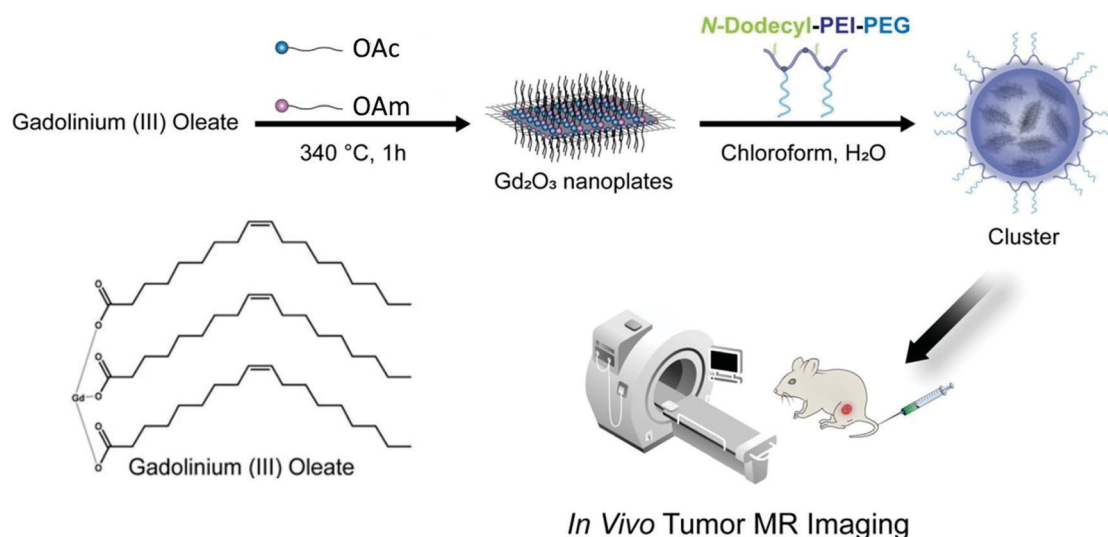 N-Dodecyl-PEI-PEG
OAc
OAm
Gadolinium (III) Oleate
340 °C, 1h
Gd₂O₃ nanoplates
Chloroform, H₂O
Cluster
O
O
O
Gd
O
O
O
Gadolinium (III) Oleate
In Vivo Tumor MR Imaging